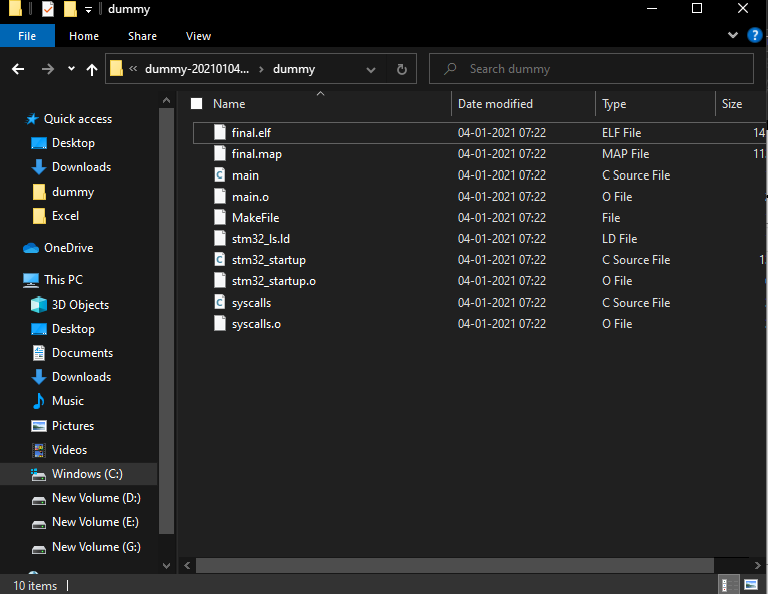 dummy
File Home Share View
« dummy-20210104... › dummy Search dummy
Name Date modified Type Size
Quick access
Desktop
Downloads
dummy
Excel
OneDrive
This PC
3D Objects
Desktop
Documents
Downloads
Music
Pictures
Videos
Windows (C:)
New Volume (D:)
New Volume (E:)
New Volume (G:)
final.elf 04-01-2021 07:22 ELF File 14
final.map 04-01-2021 07:22 MAP File 11
main 04-01-2021 07:22 C Source File
main.o 04-01-2021 07:22 O File
MakeFile 04-01-2021 07:22 File
stm32_ls.ld 04-01-2021 07:22 LD File
stm32_startup 04-01-2021 07:22 C Source File 1
stm32_startup.o 04-01-2021 07:22 O File
syscalls 04-01-2021 07:22 C Source File
syscalls.o 04-01-2021 07:22 O File
10 items